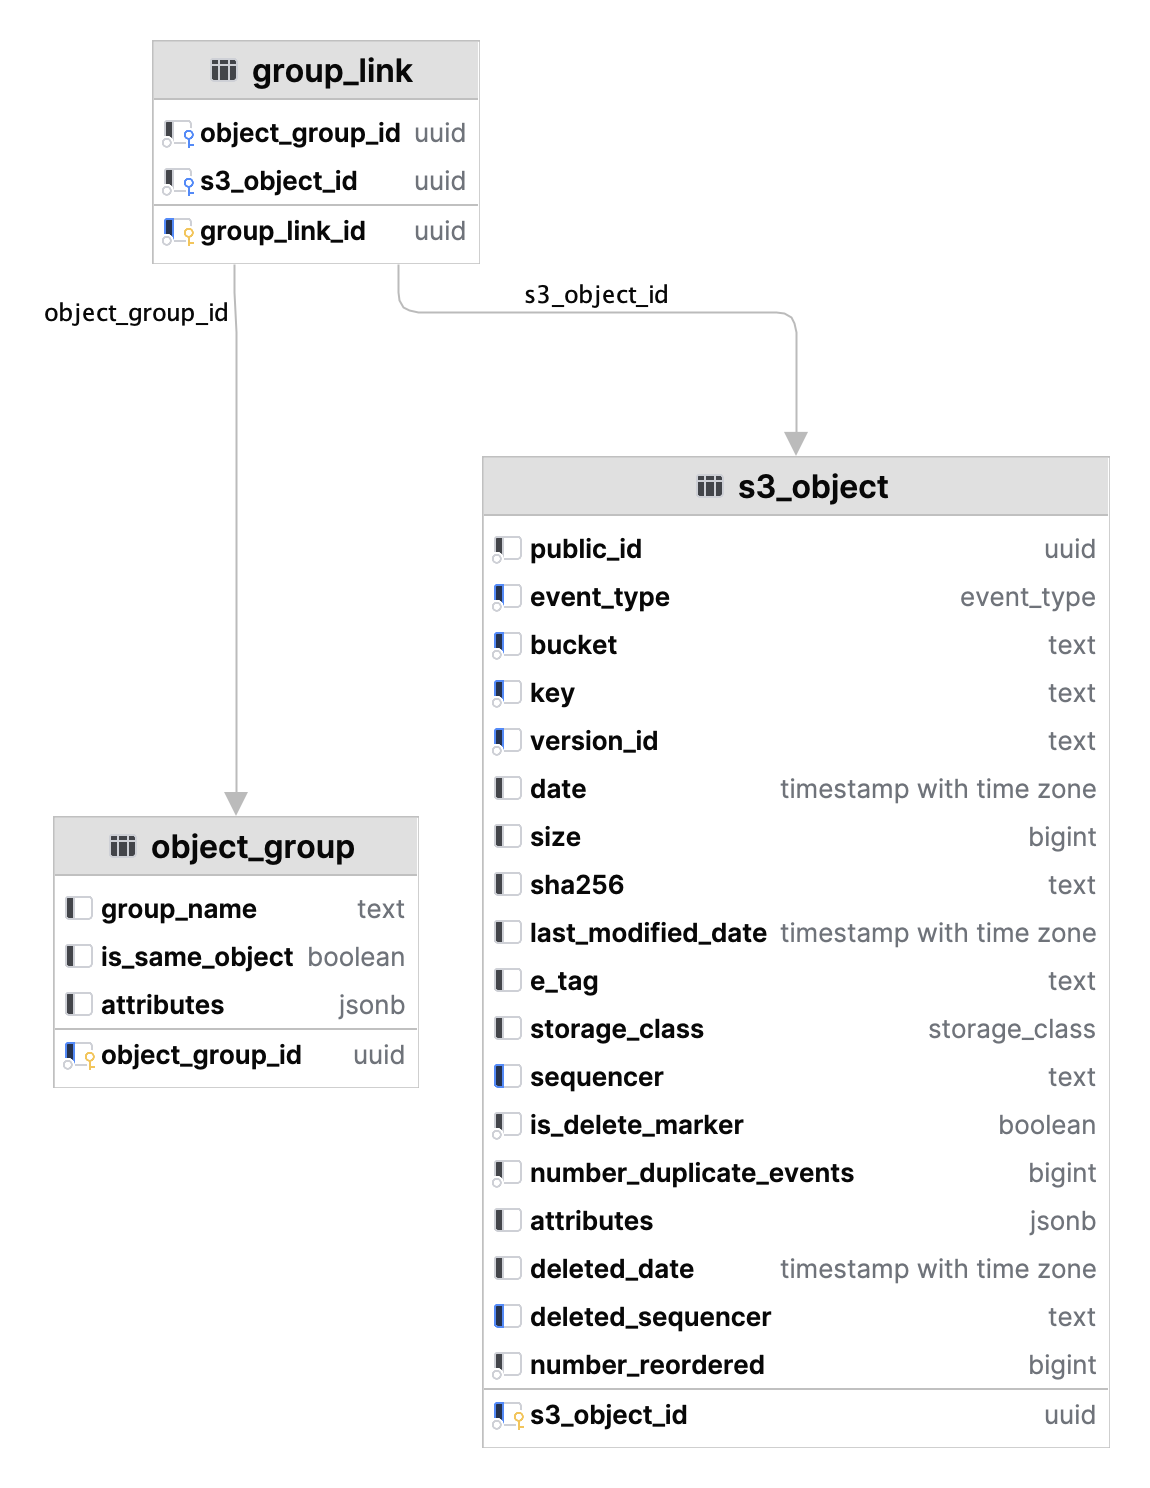 group_link
object_group_id uuid
s3_object_id uuid
group_link_id uuid
s3_object_id
object_group_id
s3_object
public_id uuid
event_type event_type
bucket text
key text
version_id text
date timestamp with time zone
size bigint
sha256 text
last_modified_date timestamp with time zone
e_tag text
storage_class storage_class
sequencer text
is_delete_marker boolean
number_duplicate_events bigint
attributes jsonb
deleted_date timestamp with time zone
deleted_sequencer text
number_reordered bigint
s3_object_id uuid
object_group
group_name text
is_same_object boolean
attributes jsonb
object_group_id uuid